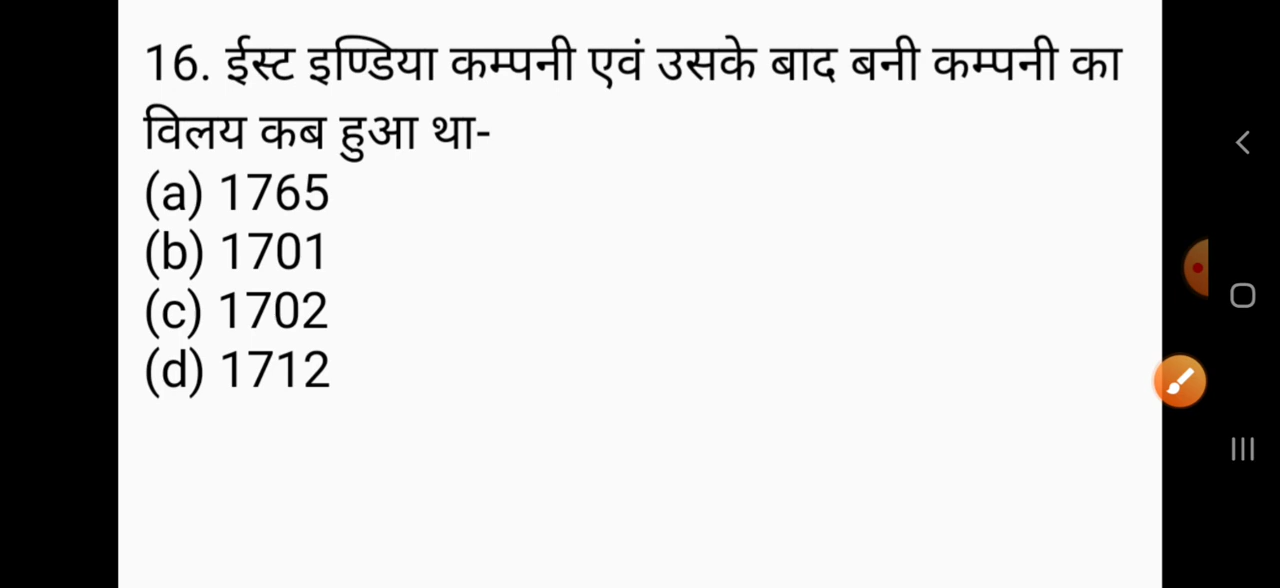 16. ईस्ट इण्डिया कम्पनी एवं उसके बाद बनी कम्पनी का
विलय कब हुआ था-
(a) 1765
(b) 1701
(c) 1702
(d) 1712